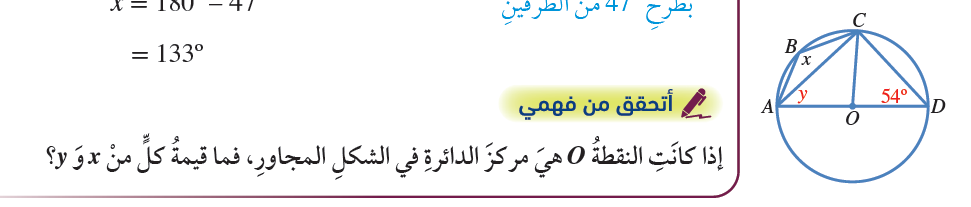 x = 180° – 47° بطرحِ 47° منَ الطرفينِ
= 133°
أتحقق من فهمي
إذا كانَتِ النقطةُ O هيَ مركزَ الدائرةِ في الشكلِ المجاورِ، فما قيمةُ كلٍّ منْ x وَ y؟
C
B
x
A
y
54°
D
O